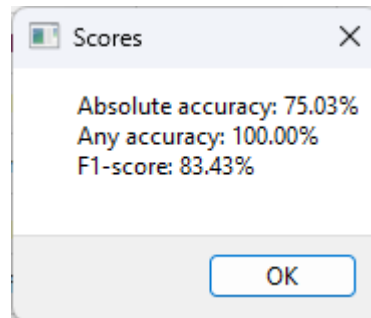 Scores
Absolute accuracy: 75.03%
Any accuracy: 100.00%
F1-score: 83.43%
OK